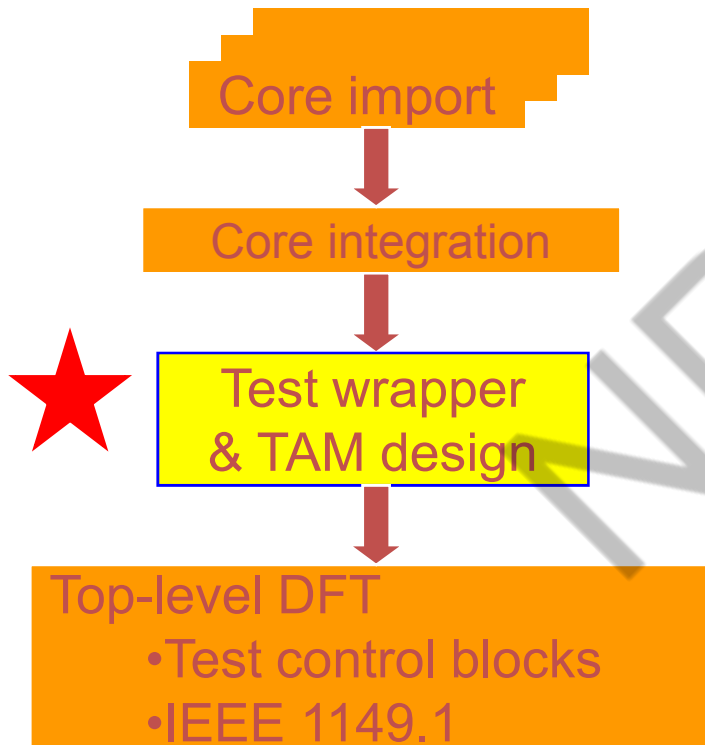 Core import
Core integration
Test wrapper
& TAM design
Top-level DFT
•Test control blocks
•IEEE 1149.1